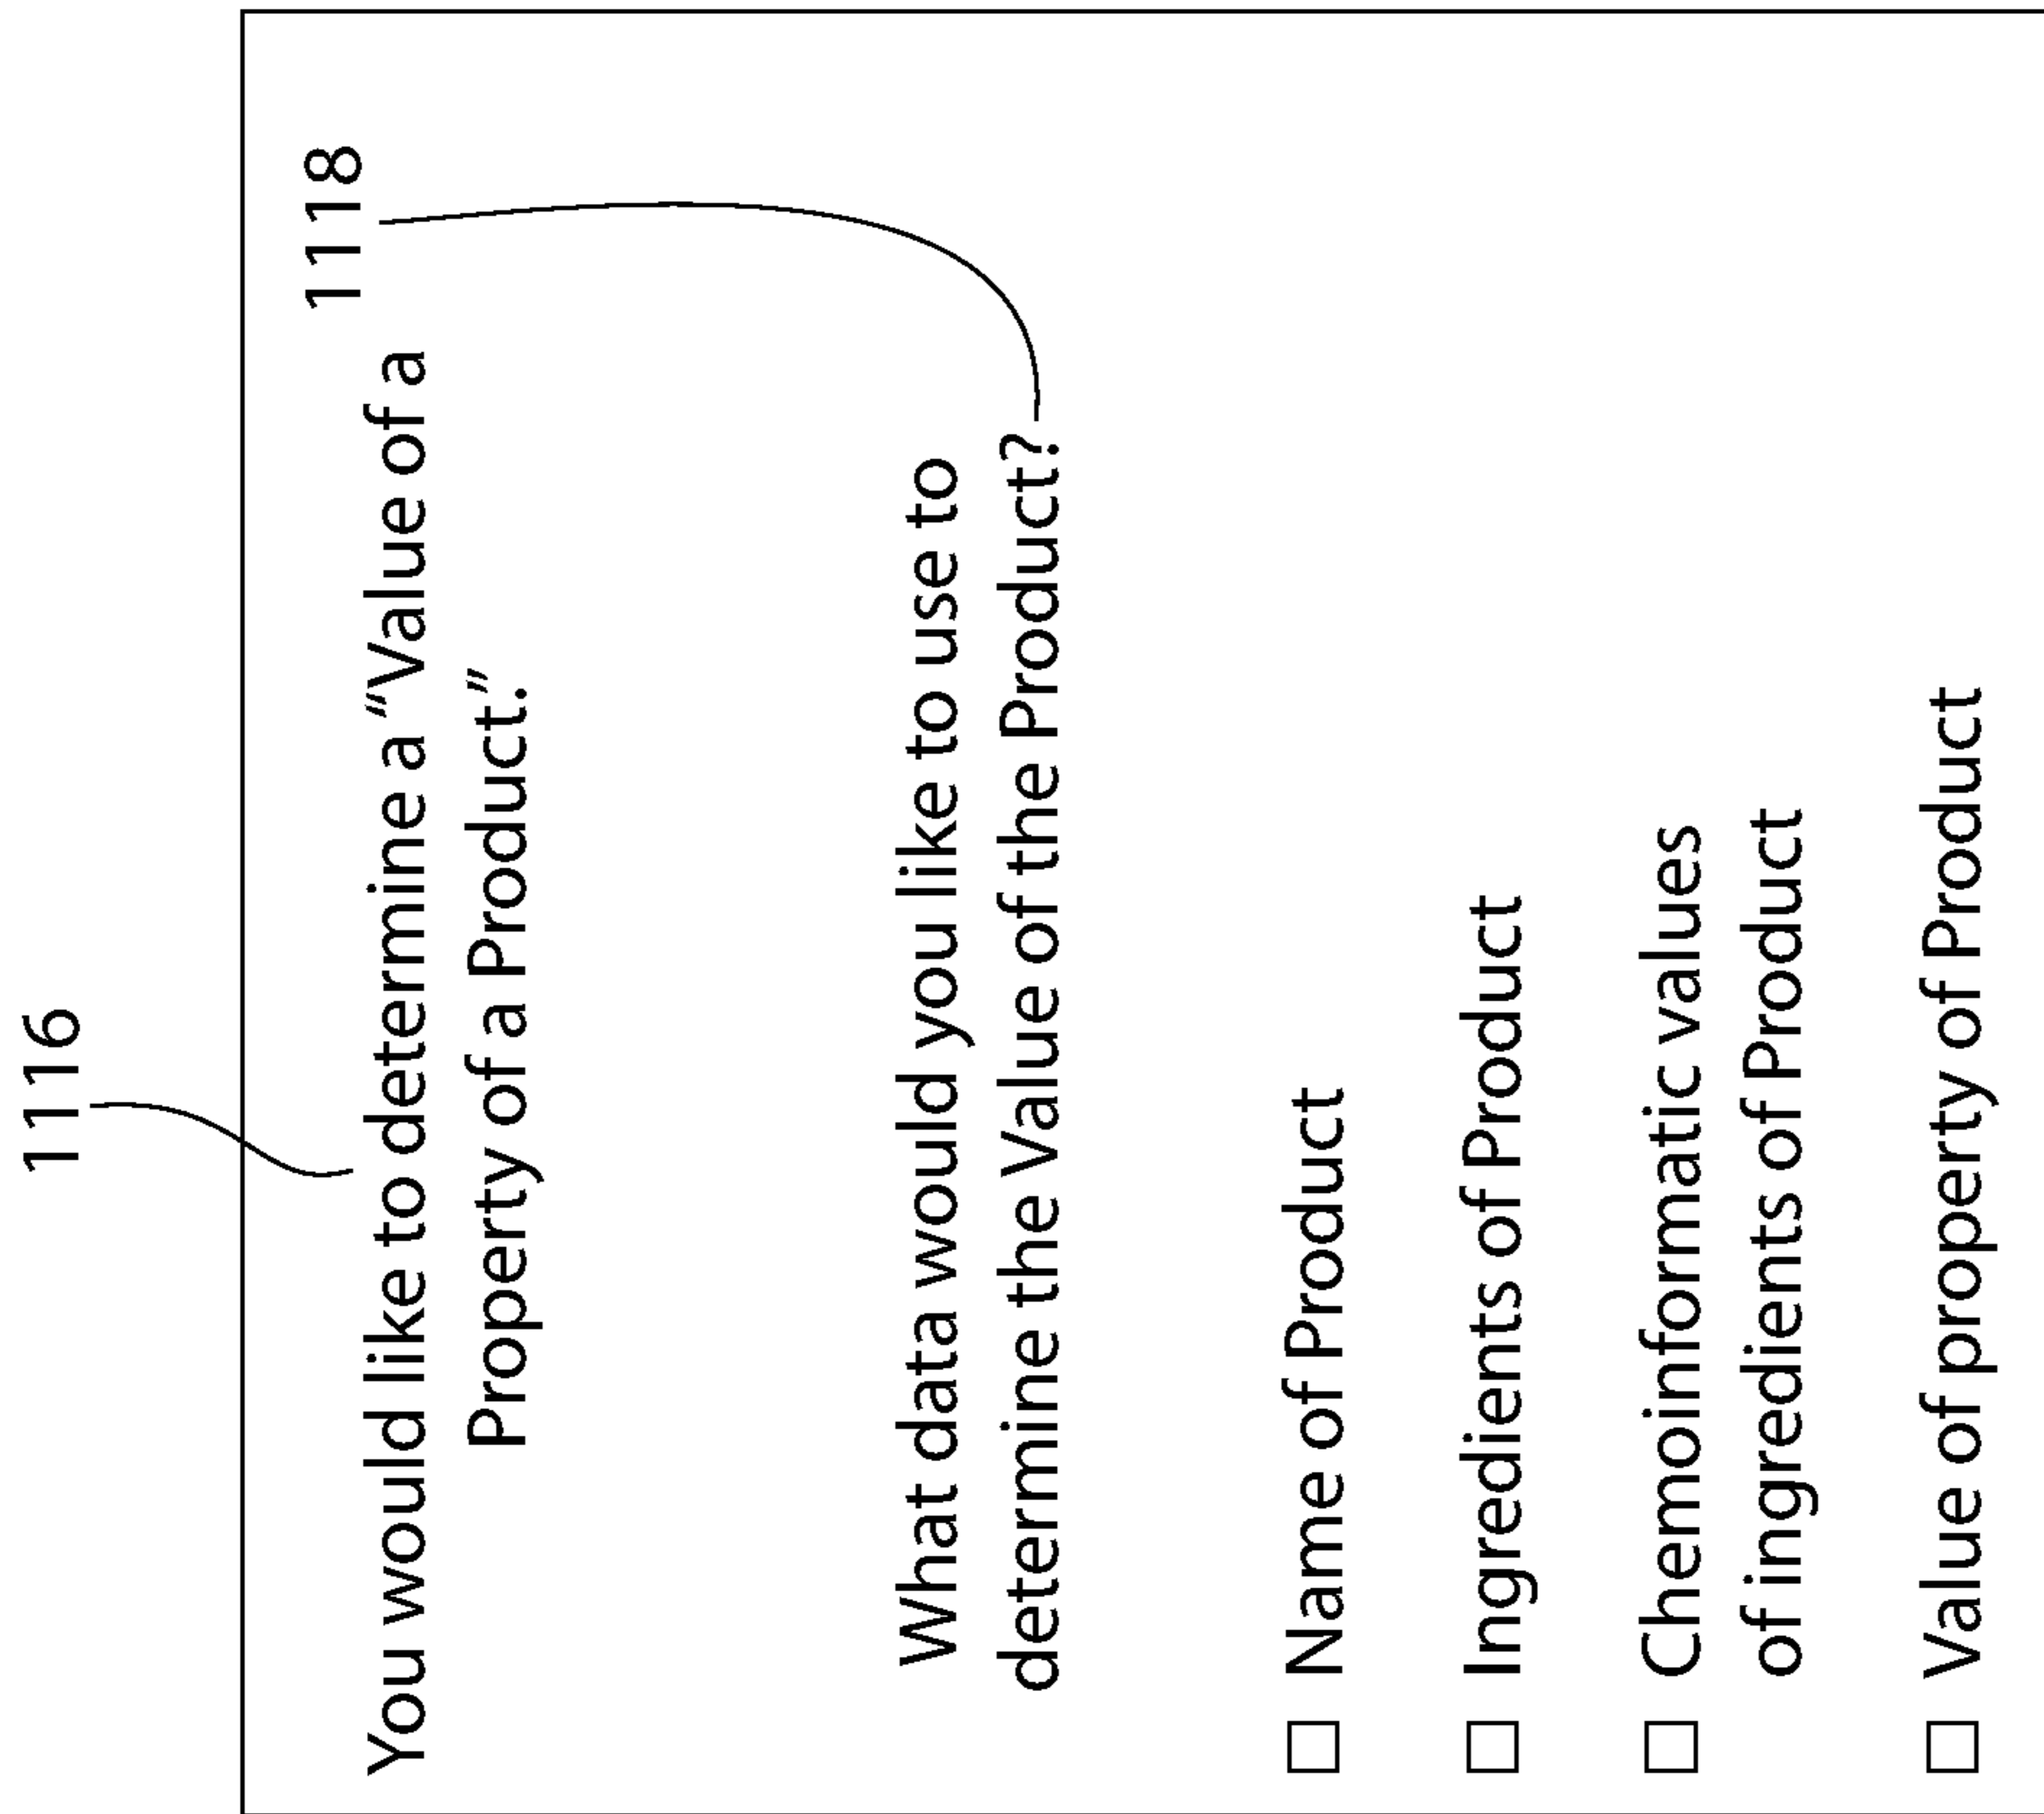 1116
1118
You would like to determine a “Value of a
Property of a Product.”
What data would you like to use to
determine the Value of the Product?
☐ Name of Product
☐ Ingredients of Product
☐ Chemoinformatic values
of ingredients of Product
☐ Value of property of Product